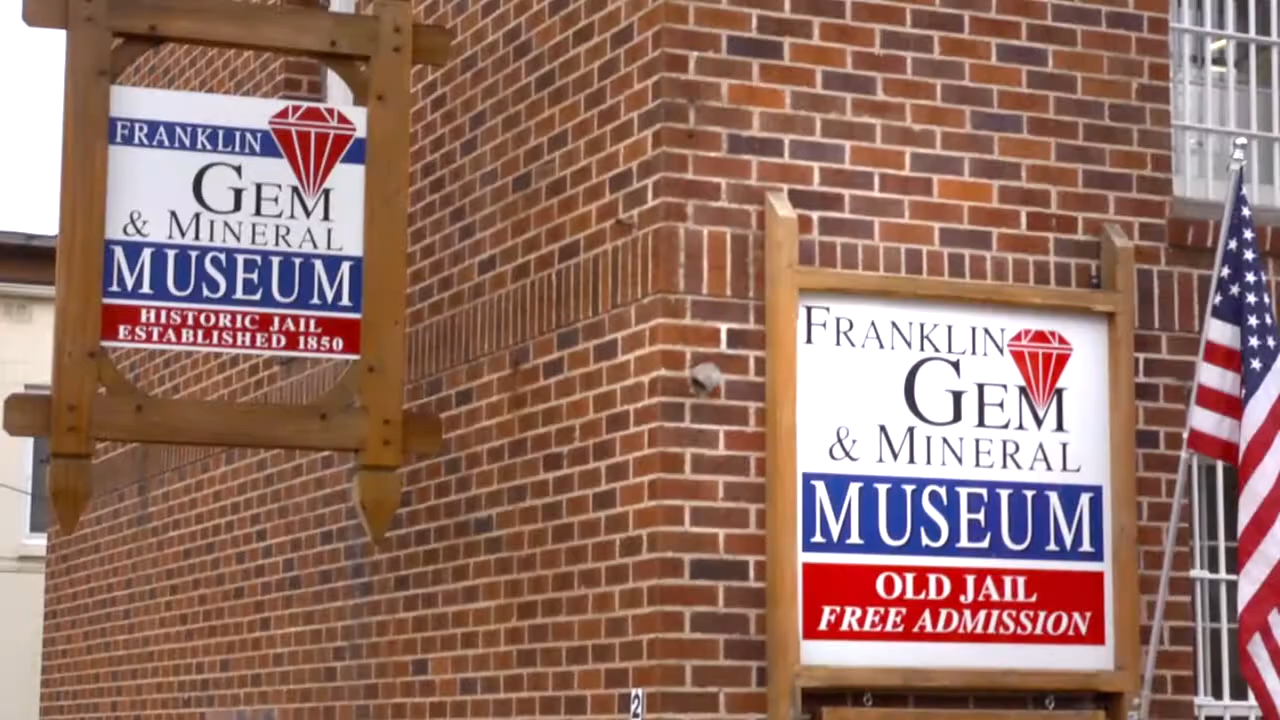 FRANKLIN
GEM
& MINERAL
MUSEUM
HISTORIC JAIL
ESTABLISHED 1850
FRANKLIN
GEM
& MINERAL
MUSEUM
OLD JAIL
FREE ADMISSION
2